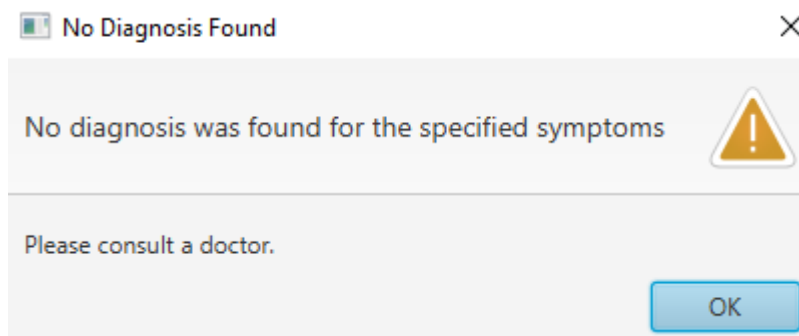 No Diagnosis Found
No diagnosis was found for the specified symptoms
Please consult a doctor.
OK